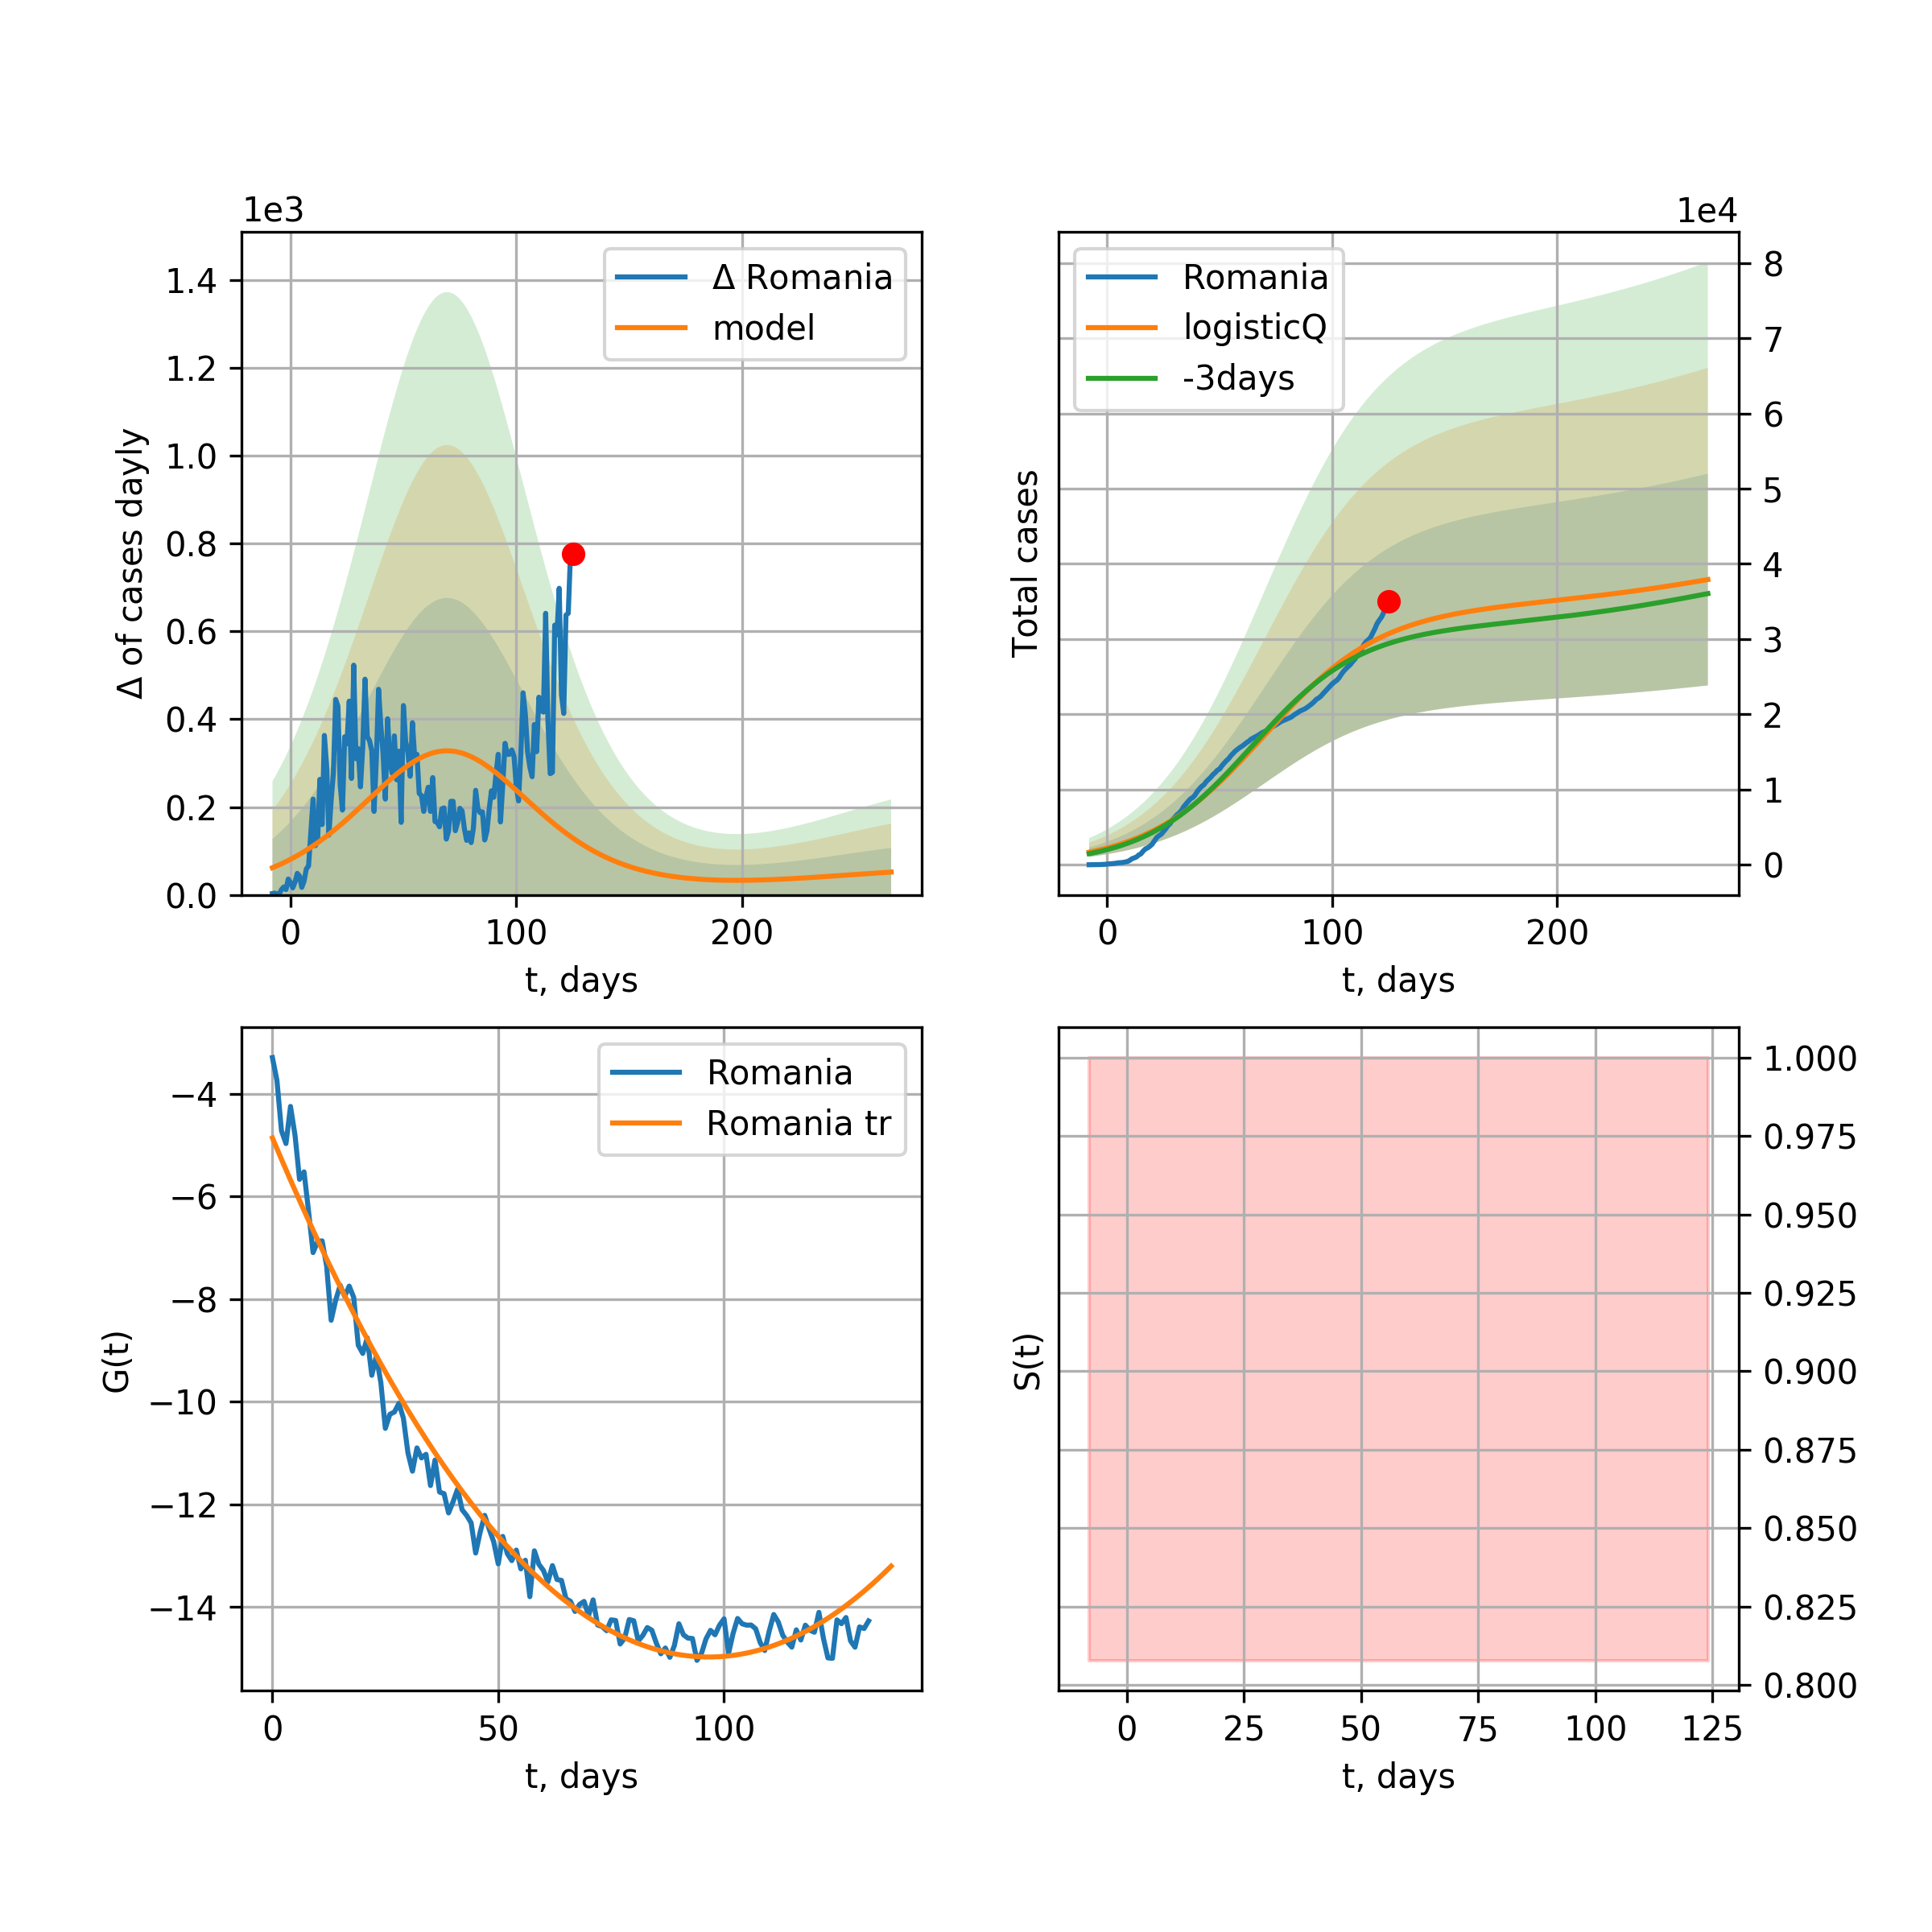 1e3
Δ Romania
model
1.4
1.2
1.0
0.8
0.6
0.4
0.2
0.0
Δ of cases dayly
0
100
200
t, days
1e4
Romania
logisticQ
-3days
8
7
6
5
4
3
2
1
0
Total cases
0
100
200
t, days
Romania
Romania tr
−4
−6
−8
−10
−12
−14
G(t)
0
50
100
t, days
1.000
0.975
0.950
0.925
0.900
0.875
0.850
0.825
0.800
S(t)
0
25
50
75
100
125
t, days